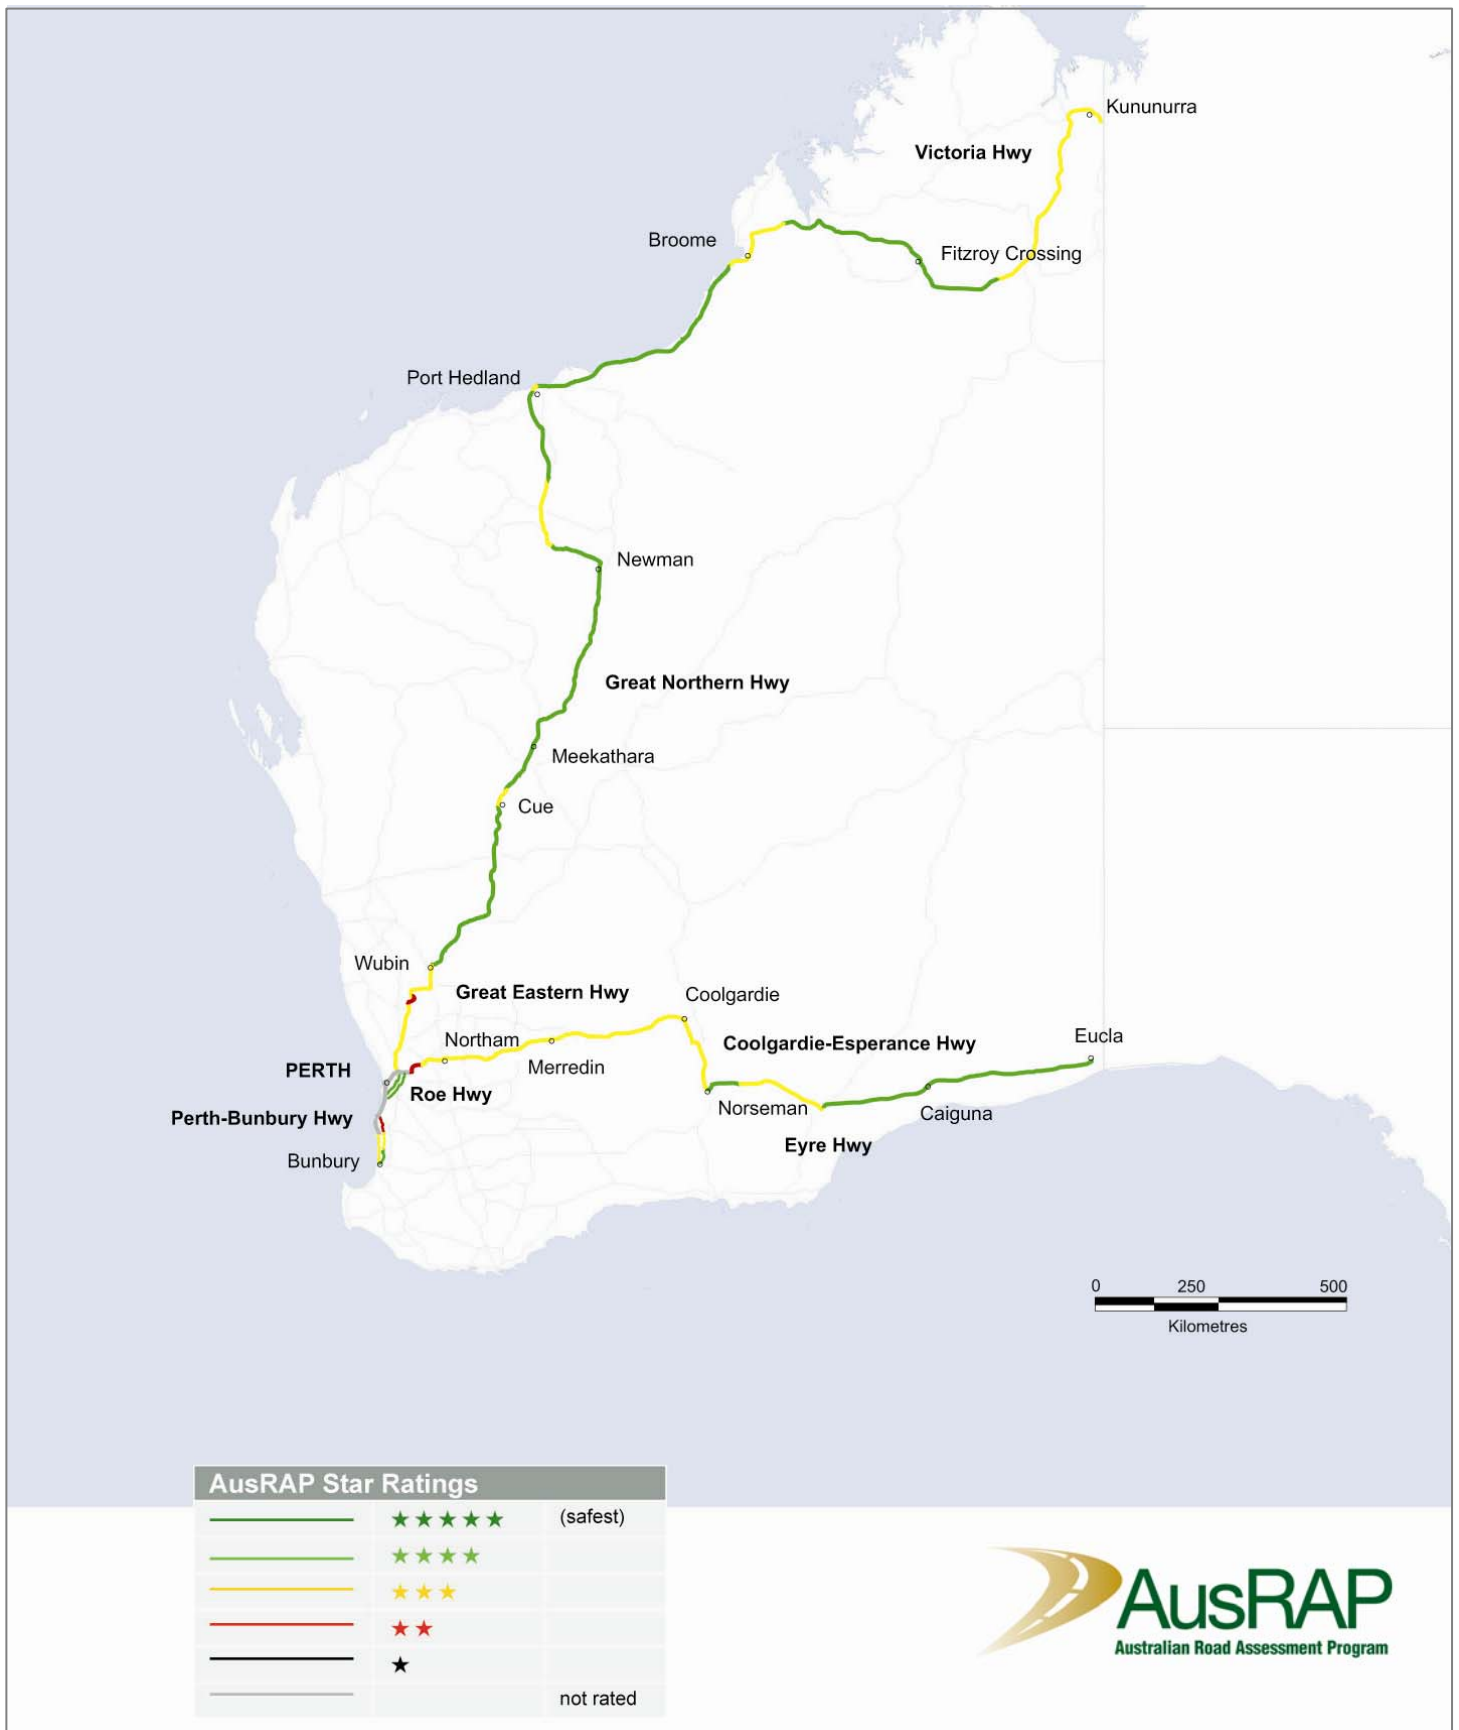 Kununurra
Victoria Hwy
Broome
Fitzroy Crossing
Port Hedland
Newman
Great Northern Hwy
Meekathara
Cue
Wubin
Great Eastern Hwy
Coolgardie
Northam
Coolgardie-Esperance Hwy
Eucla
Merredin
PERTH
Roe Hwy
Norseman
Caiguna
Perth-Bunbury Hwy
Eyre Hwy
Bunbury
0 250 500
Kilometres
AusRAP Star Ratings
(safest)
not rated
AusRAP
Australian Road Assessment Program